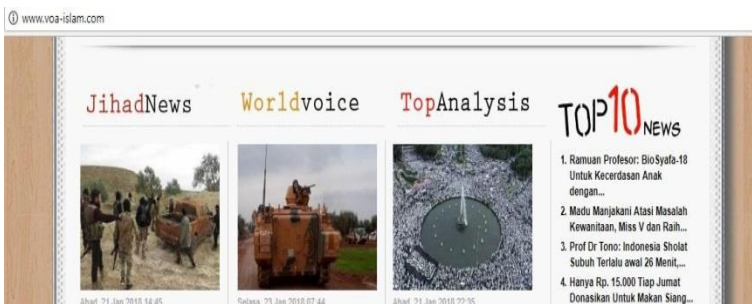 www.voa-islam.com
JihadNews
Worldvoice
TopAnalysis
TOP10 NEWS
1. Ramuan Profesor: BioSyafa-18
Untuk Kecerdasan Anak
dengan...
2. Madu Manjakani Atasi Masalah
Kewanitaan, Miss V dan Raih...
3. Prof Dr Tono: Indonesia Sholat
Subuh Terlalu awal 26 Menit,...
4. Hanya Rp. 15.000 Tiap Jumat
Donasikan Untuk Makan Siang...
Ahad, 21 Jan 2018 14:45
Selasa, 23 Jan 2018 07:44
Ahad, 21 Jan 2018 22:35